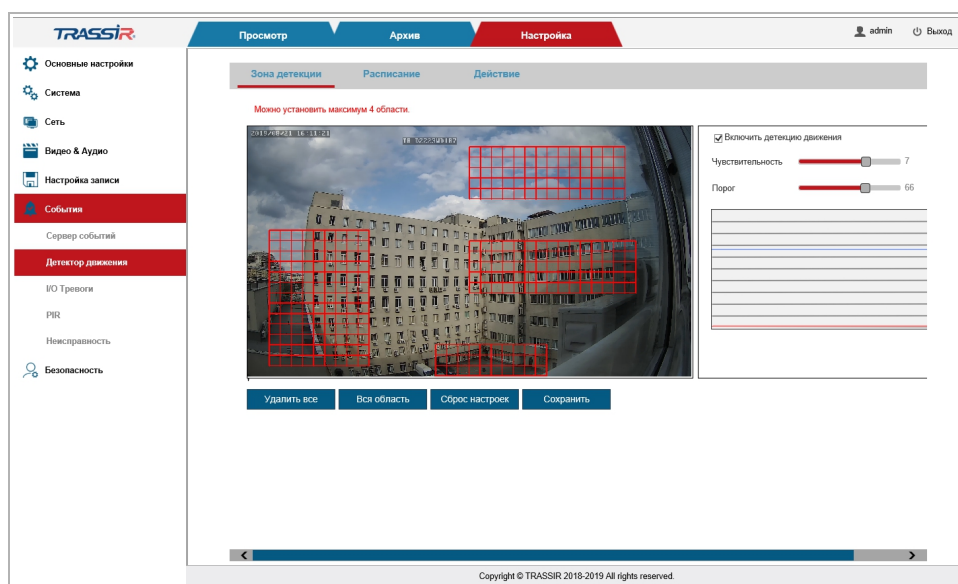 TRASSIR
Просмотр
Архив
Настройка
admin
Выход
Основные настройки
Система
Сеть
Видео & Аудио
Настройка записи
События
Сервер событий
Детектор движения
I/O Тревоги
PIR
Неисправность
Безопасность
Зона детекции
Расписание
Действие
Можно установить максимум 4 области.
Включить детекцию движения
Чувствительность
7
Порог
66
Удалить все
Вся область
Сброс настроек
Сохранить
Copyright © TRASSIR 2018-2019 All rights reserved.